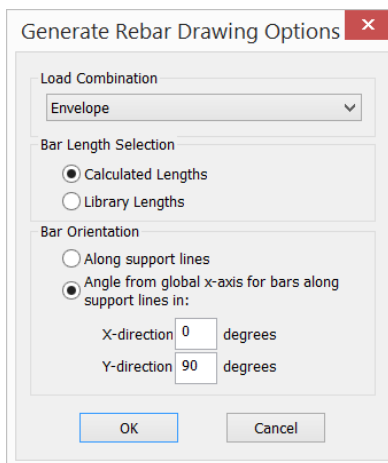 Generate Rebar Drawing Options
Load Combination
Envelope
Bar Length Selection
Calculated Lengths
Library Lengths
Bar Orientation
Along support lines
Angle from global x-axis for bars along
support lines in:
X-direction 0 degrees
Y-direction 90 degrees
OK Cancel